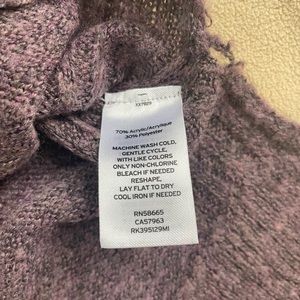 70% Acrylic/Acrylique
30% Polyester
MACHINE WASH COLD,
GENTLE CYCLE,
WITH LIKE COLORS
ONLY NON-CHLORINE
BLEACH IF NEEDED
RESHAPE,
LAY FLAT TO DRY
COOL IRON IF NEEDED
RN58665
CA57963
RK395129MI